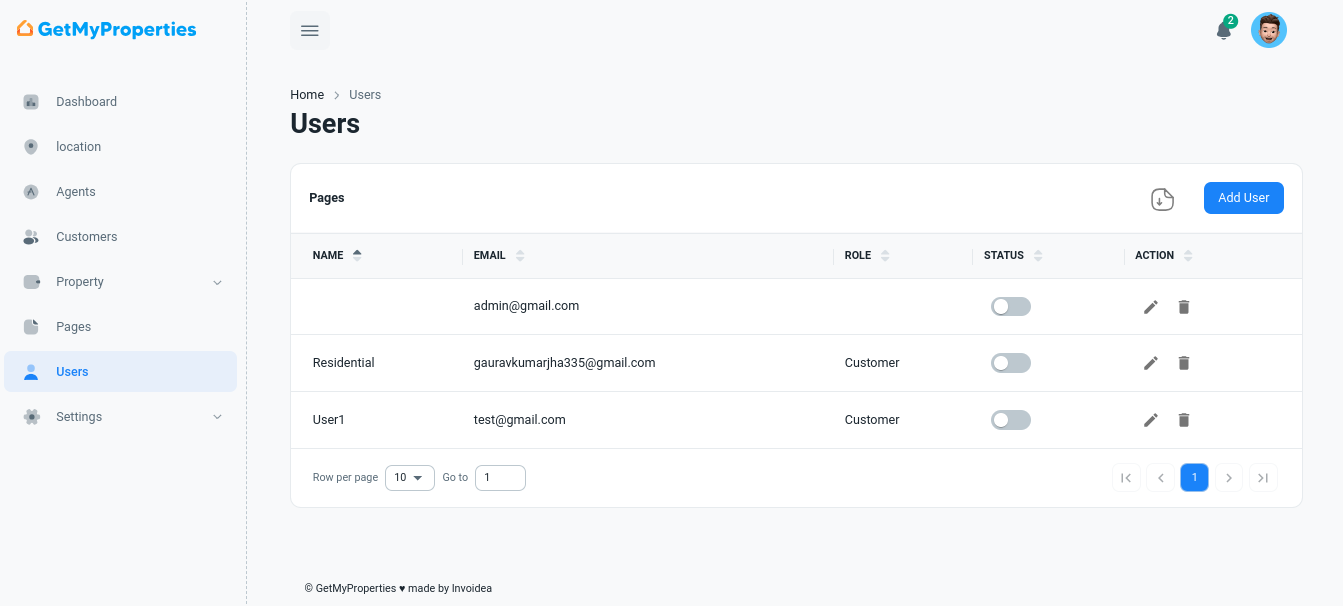 GetMyProperties
2
Dashboard
location
Agents
Customers
Property
Pages
Users
Settings
Home > Users
Users
Pages
Add User
NAME EMAIL ROLE STATUS ACTION
admin@gmail.com
Residential gauravkumarjha335@gmail.com Customer
User1 test@gmail.com Customer
Row per page 10 Go to 1
1
© GetMyProperties ♥ made by Invoidea